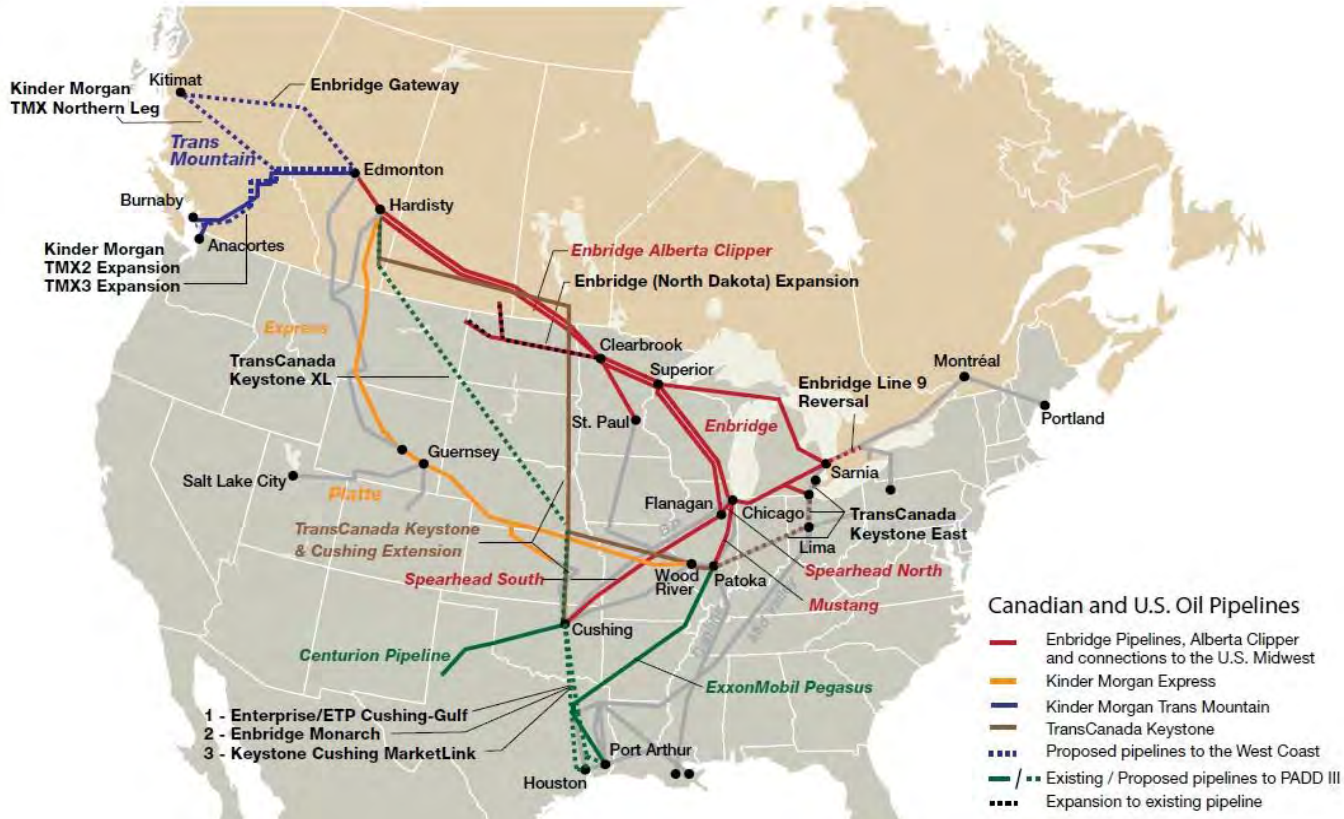 Kitimat
Kinder Morgan
TMX Northern Leg
Enbridge Gateway
Trans
Mountain
Edmonton
Burnaby
Hardisty
Anacortes
Kinder Morgan
TMX2 Expansion
TMX3 Expansion
Enbridge Alberta Clipper
Enbridge (North Dakota) Expansion
Express
TransCanada
Keystone XL
Clearbrook
Superior
Montréal
Enbridge Line 9
Reversal
Portland
St. Paul
Enbridge
Guernsey
Sarnia
Salt Lake City
Platte
Flanagan
Chicago
TransCanada
Keystone East
Lima
TransCanada Keystone
& Cushing Extension
Spearhead South
Wood
River
Patoka
Spearhead North
Mustang
Cushing
Centurion Pipeline
ExxonMobil Pegasus
1 - Enterprise/ETP Cushing-Gulf
2 - Enbridge Monarch
3 - Keystone Cushing MarketLink
Port Arthur
Houston
Canadian and U.S. Oil Pipelines
Enbridge Pipelines, Alberta Clipper
and connections to the U.S. Midwest
Kinder Morgan Express
Kinder Morgan Trans Mountain
TransCanada Keystone
Proposed pipelines to the West Coast
/ Existing / Proposed pipelines to PADD III
Expansion to existing pipeline